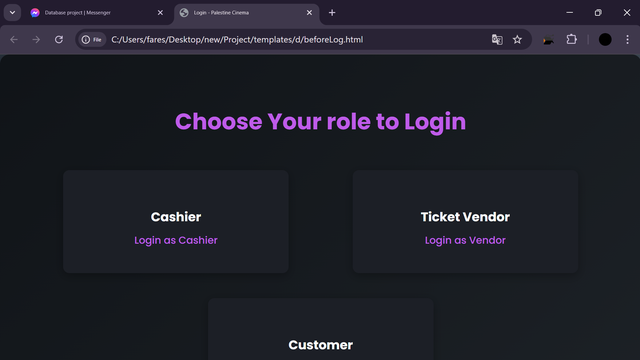 Database project | Messenger
Login - Palestine Cinema
File
C:/Users/fares/Desktop/new/Project/templates/d/beforeLog.html
Choose Your role to Login
Cashier
Login as Cashier
Ticket Vendor
Login as Vendor
Customer